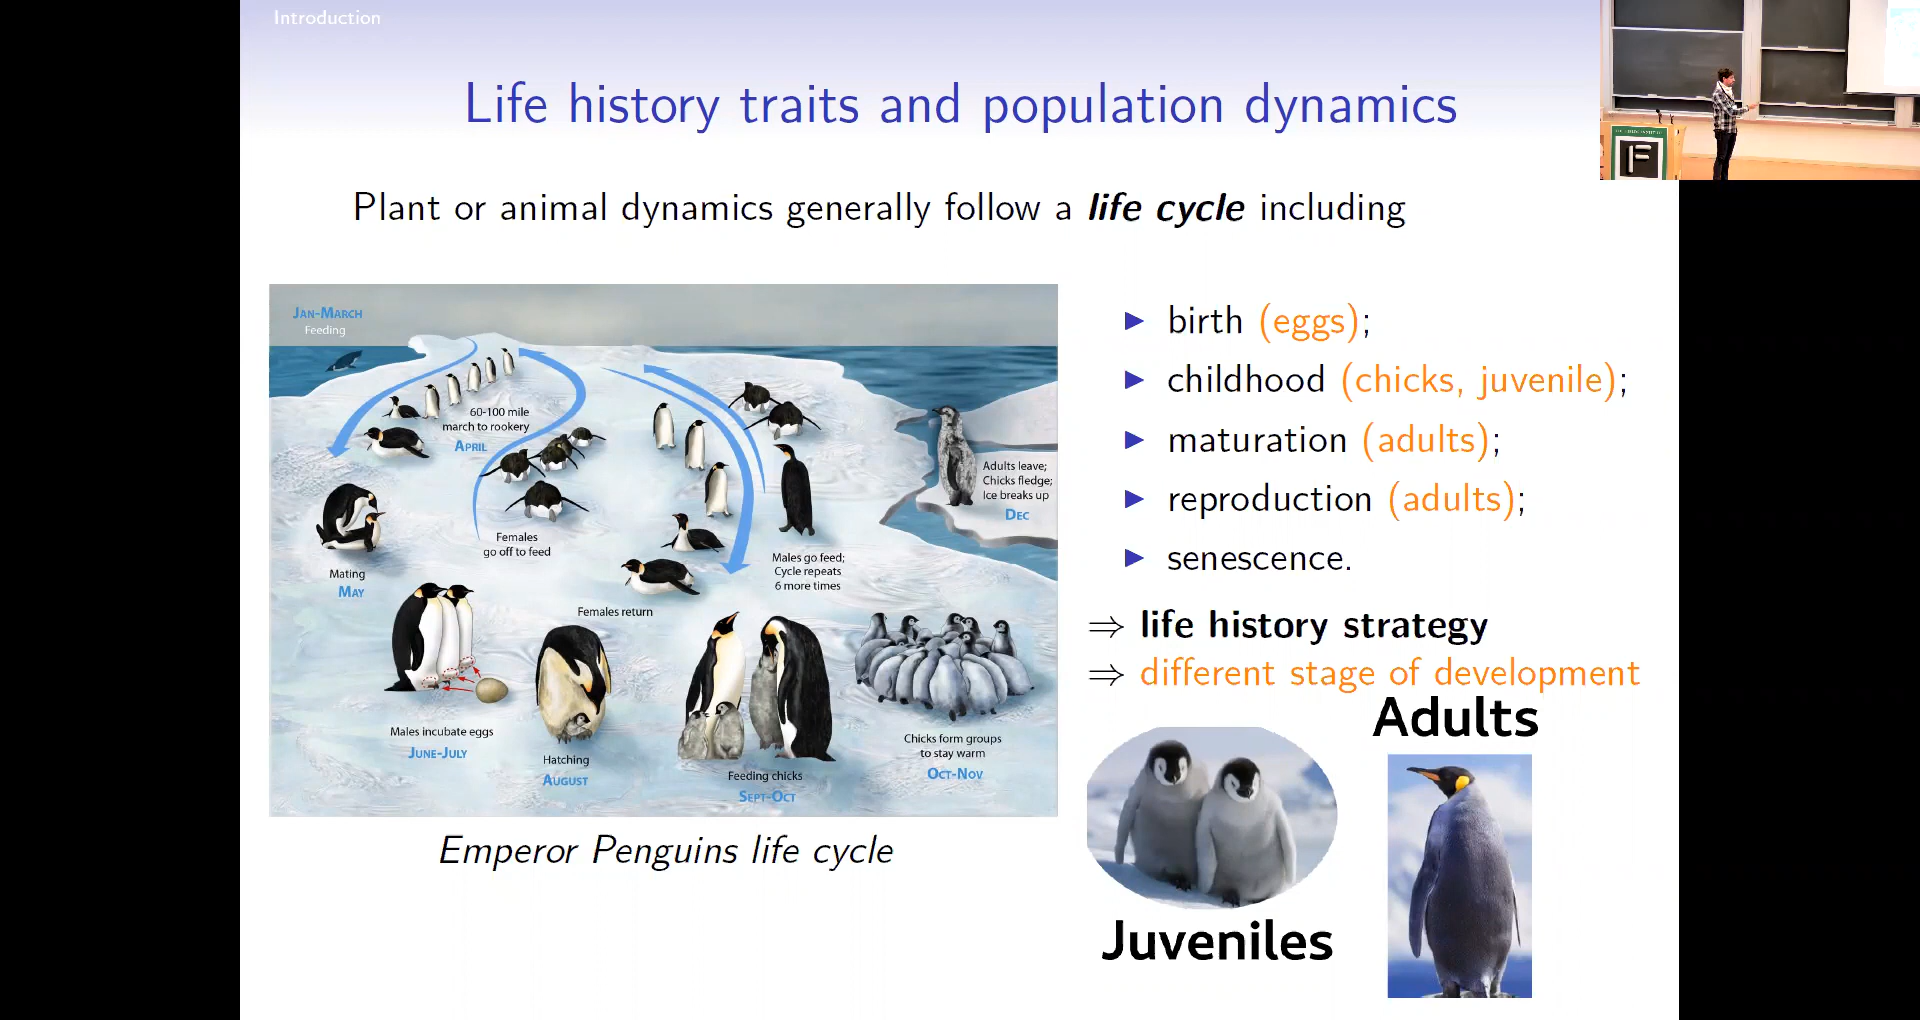 Introduction
Life history traits and population dynamics
Plant or animal dynamics generally follow a life cycle including
JAN-MARCH
Feeding
60-100 mile
march to rookery
APRIL
Females
go off to feed
Mating
MAY
Males incubate eggs
JUNE-JULY
Hatching
AUGUST
Females return
Feeding chicks
SEPT-OCT
Males go feed;
Cycle repeats
6 more times
Chicks form groups
to stay warm
OCT-NOV
Adults leave;
Chicks fledge;
Ice breaks up
DEC
Emperor Penguins life cycle
▶ birth (eggs);
▶ childhood (chicks, juvenile);
▶ maturation (adults);
▶ reproduction (adults);
▶ senescence.
⇒ life history strategy
⇒ different stage of development
Adults
Juveniles
F